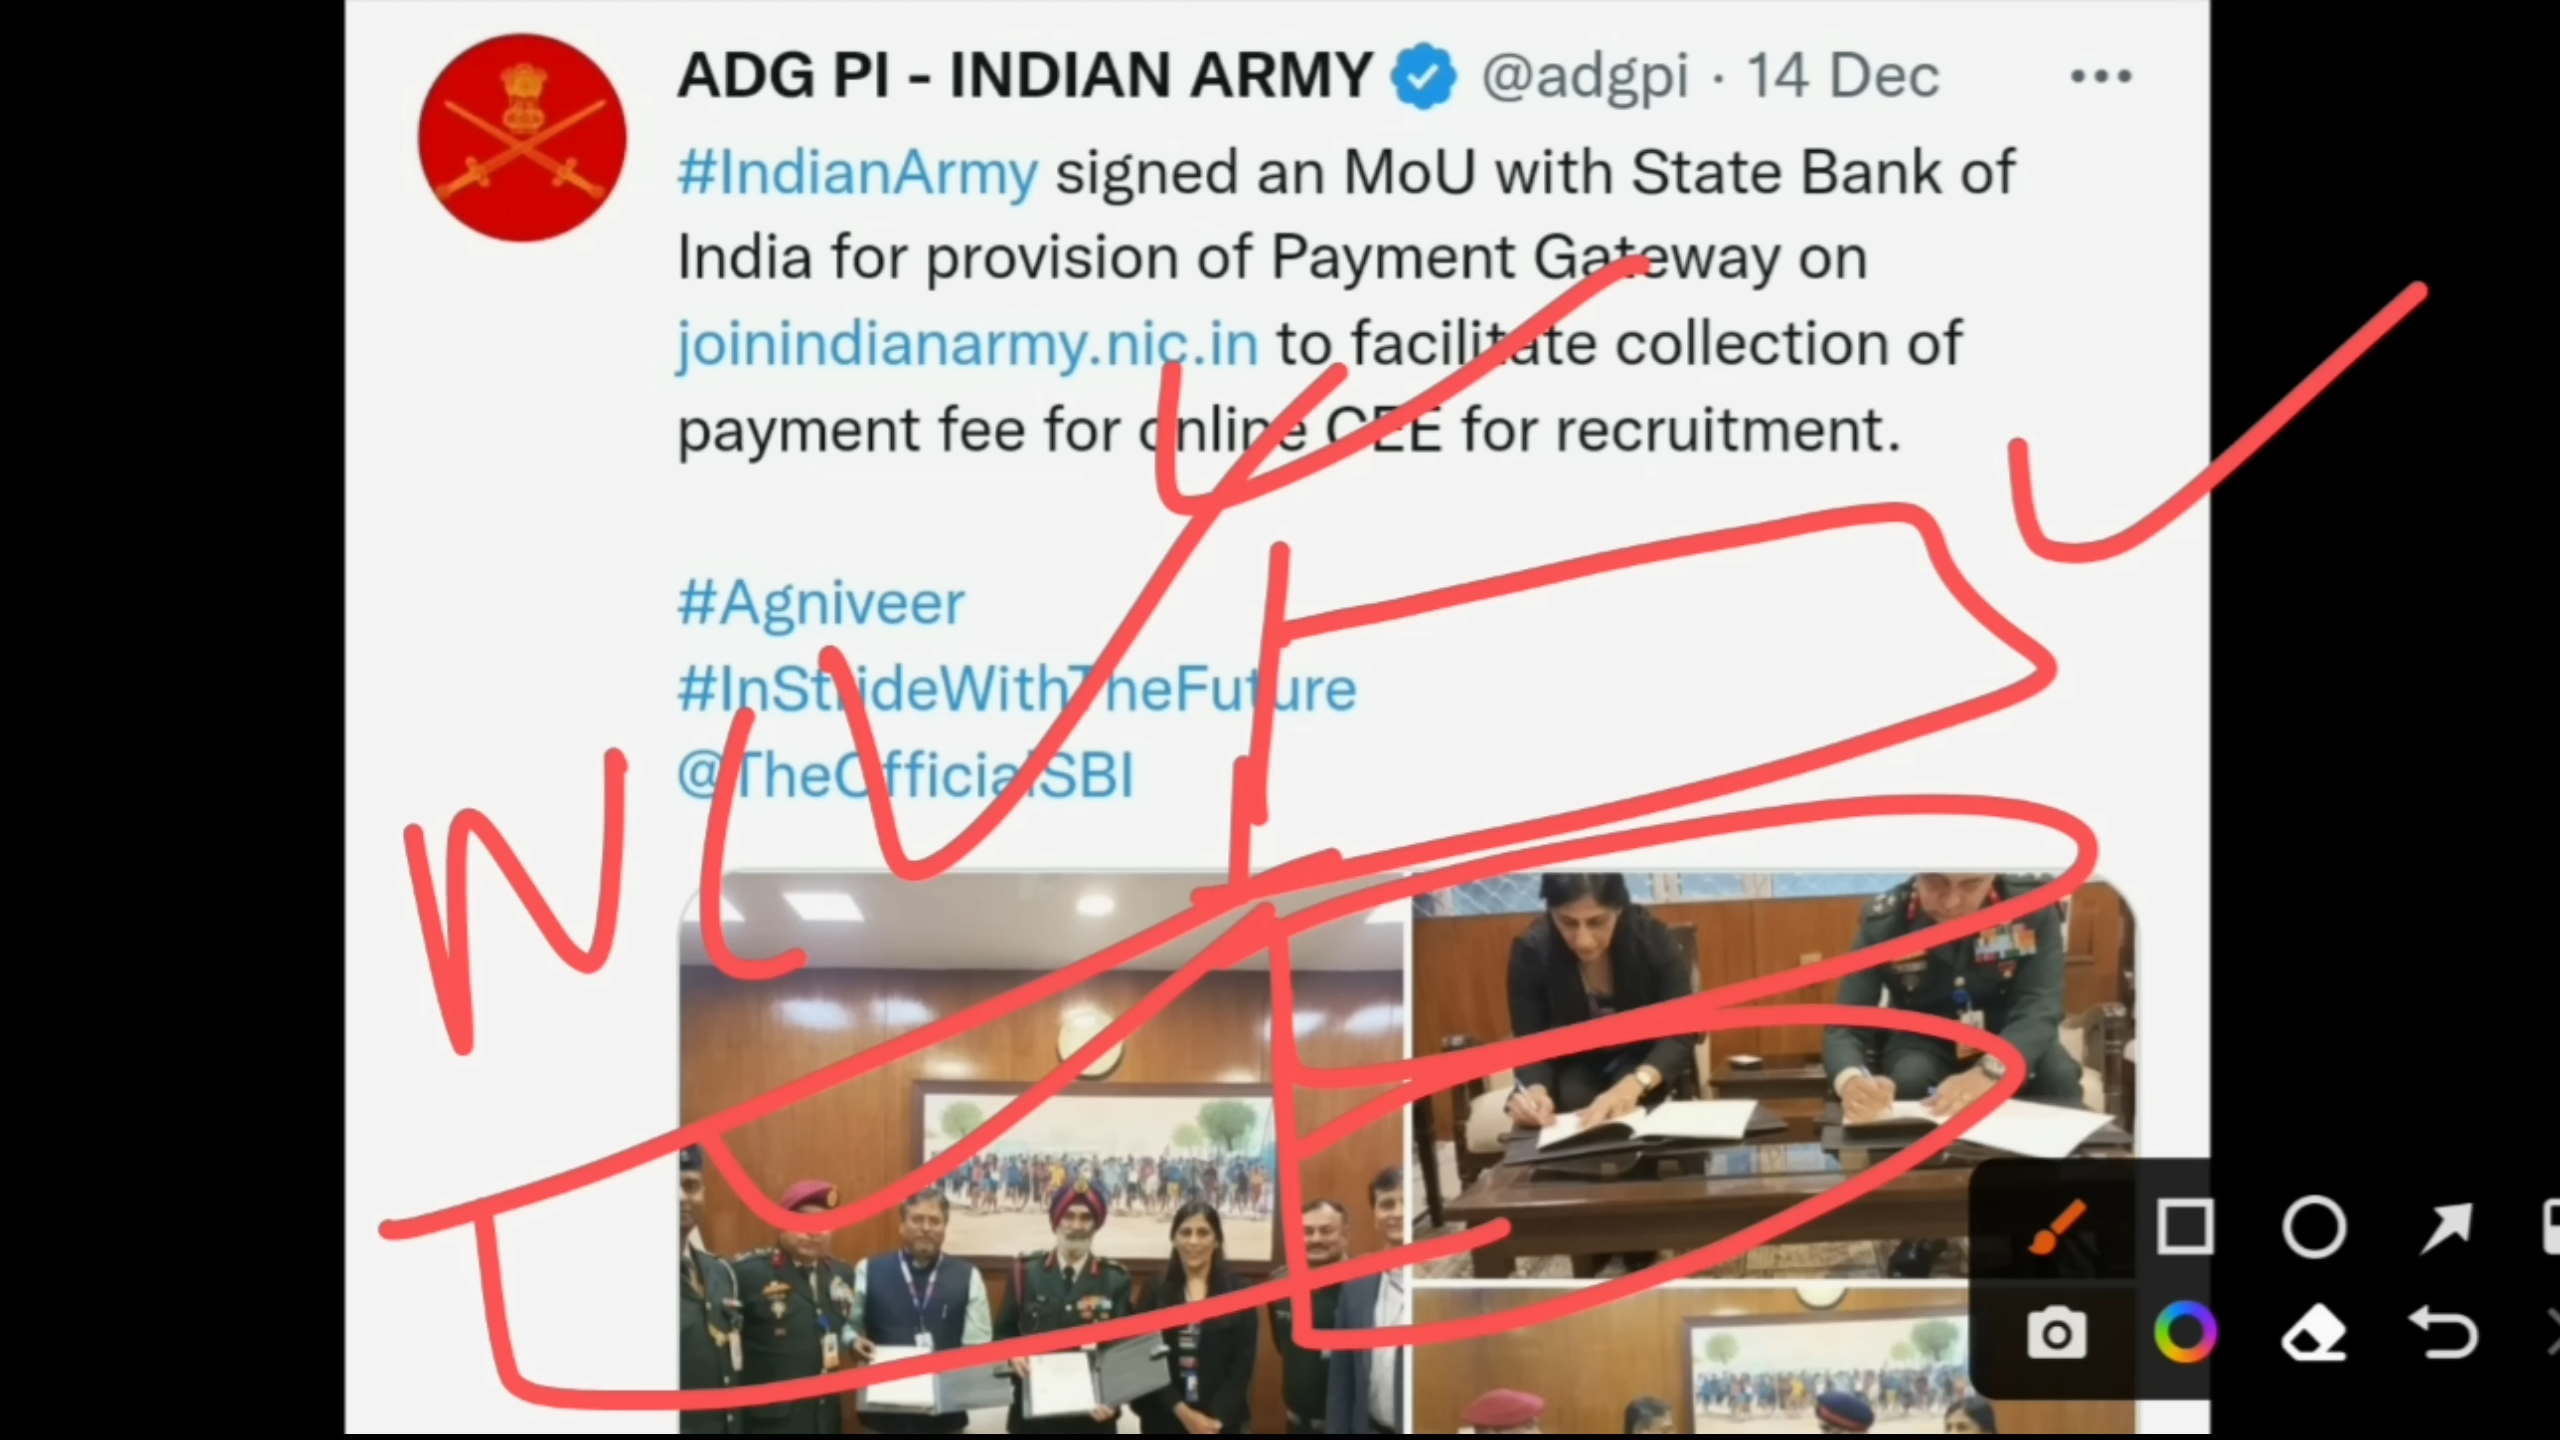 ADG PI - INDIAN ARMY @adgpi · 14 Dec
#IndianArmy signed an MoU with State Bank of
India for provision of Payment Gateway on
joinindianarmy.nic.in to facilitate collection of
payment fee for online CEE for recruitment.
#Agniveer
#InStrideWithTheFuture
@TheOfficialSBI